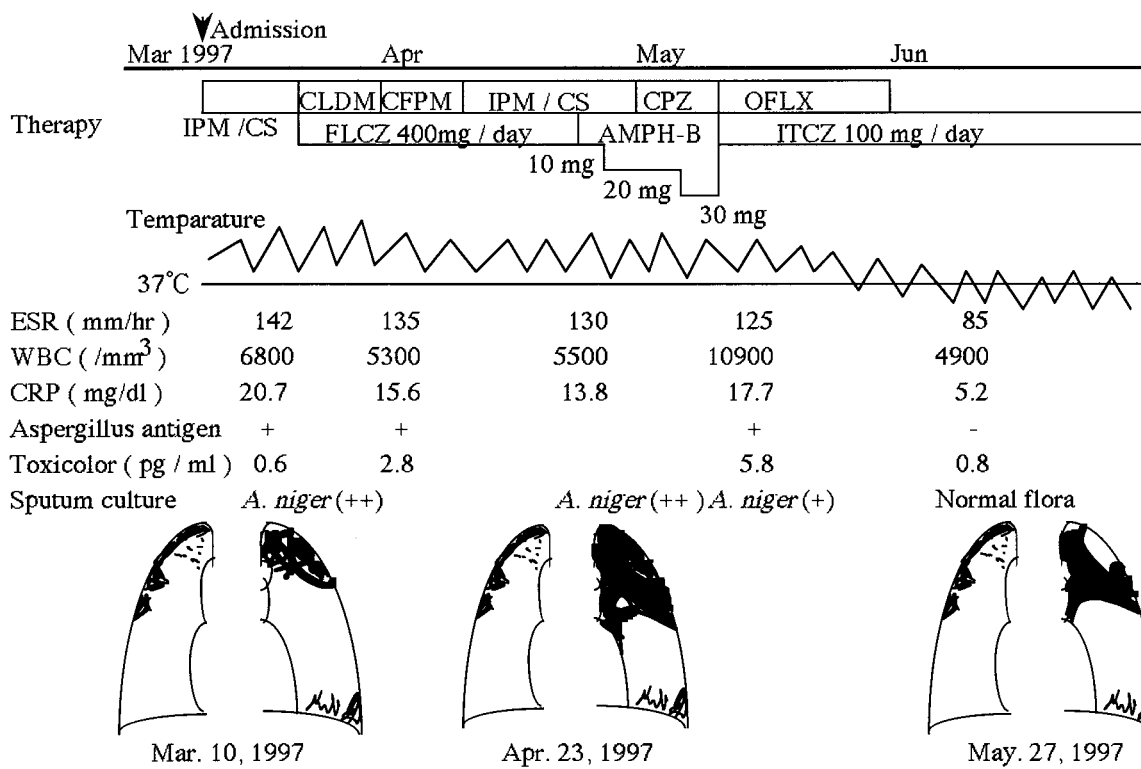 Admission
Mar 1997 Apr May Jun
CLDM CFPM IPM / CS CPZ OFLX
Therapy IPM /CS FLCZ 400mg / day AMPH-B ITCZ 100 mg / day
10 mg
20 mg
30 mg
Temparature
37°C
ESR ( mm/hr ) 142 135 130 125 85
WBC ( /mm3 ) 6800 5300 5500 10900 4900
CRP ( mg/dl ) 20.7 15.6 13.8 17.7 5.2
Aspergillus antigen + + + -
Toxicolor ( pg / ml ) 0.6 2.8 5.8 0.8
Sputum culture A. niger (++) A. niger (++ ) A. niger (+) Normal flora
Mar. 10, 1997 Apr. 23, 1997 May. 27, 1997